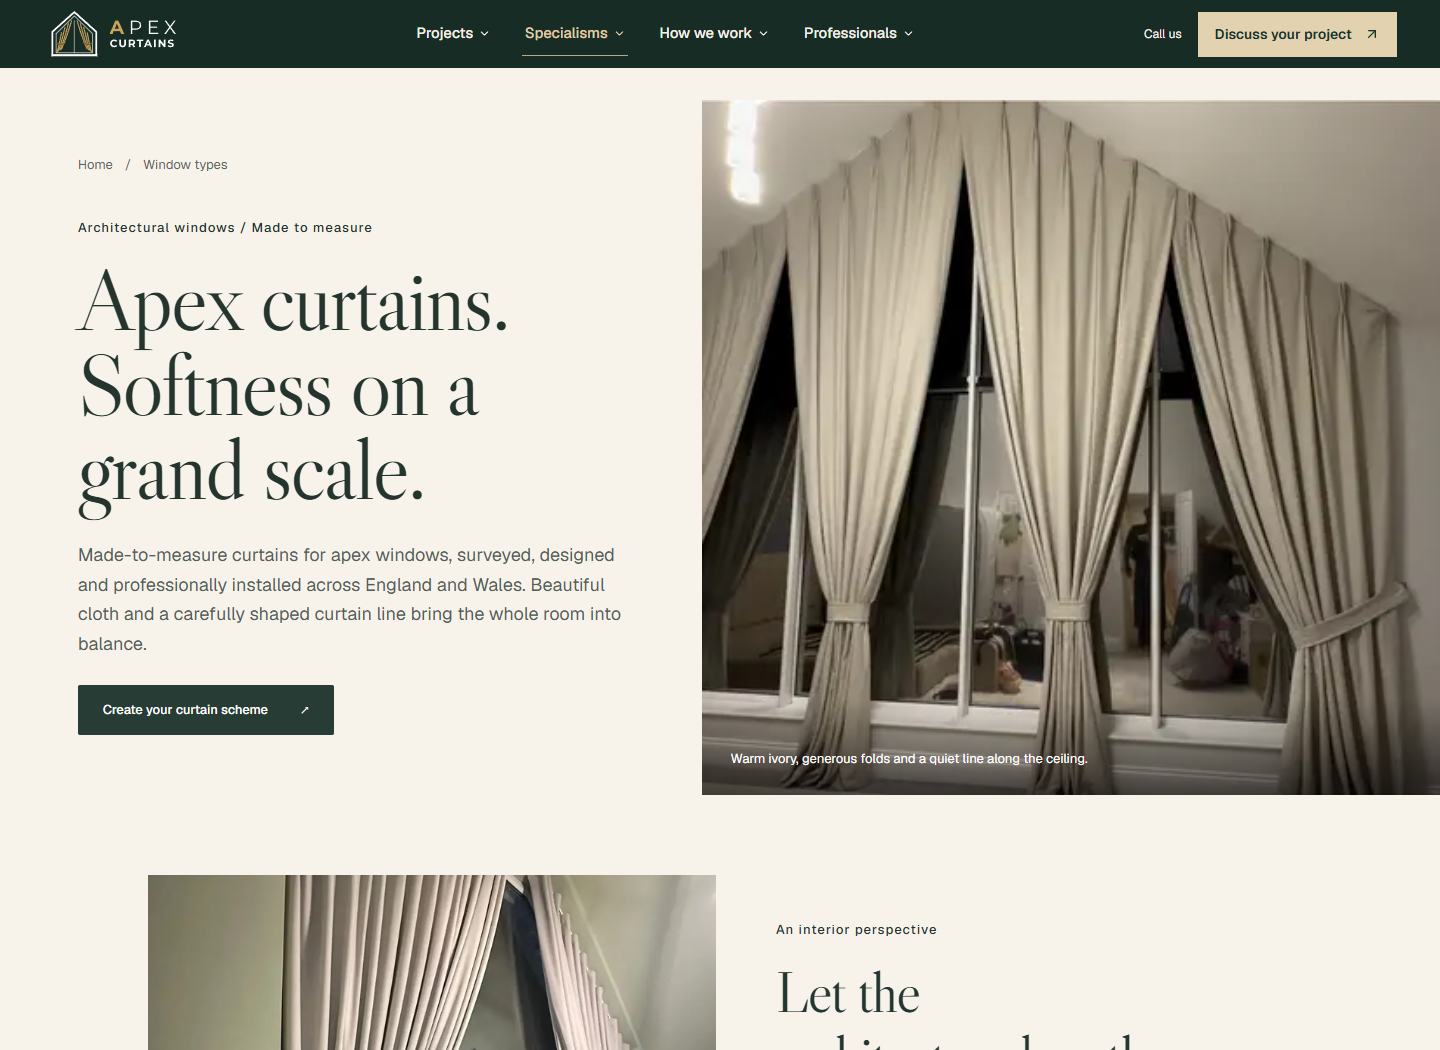 APEX
CURTAINS
Projects
Specialisms
How we work
Professionals
Call us
Discuss your project
Home / Window types
Architectural windows / Made to measure
Apex curtains.
Softness on a
grand scale.
Made-to-measure curtains for apex windows, surveyed, designed
and professionally installed across England and Wales. Beautiful
cloth and a carefully shaped curtain line bring the whole room into
balance.
Create your curtain scheme
Warm ivory, generous folds and a quiet line along the ceiling.
An interior perspective
Let the